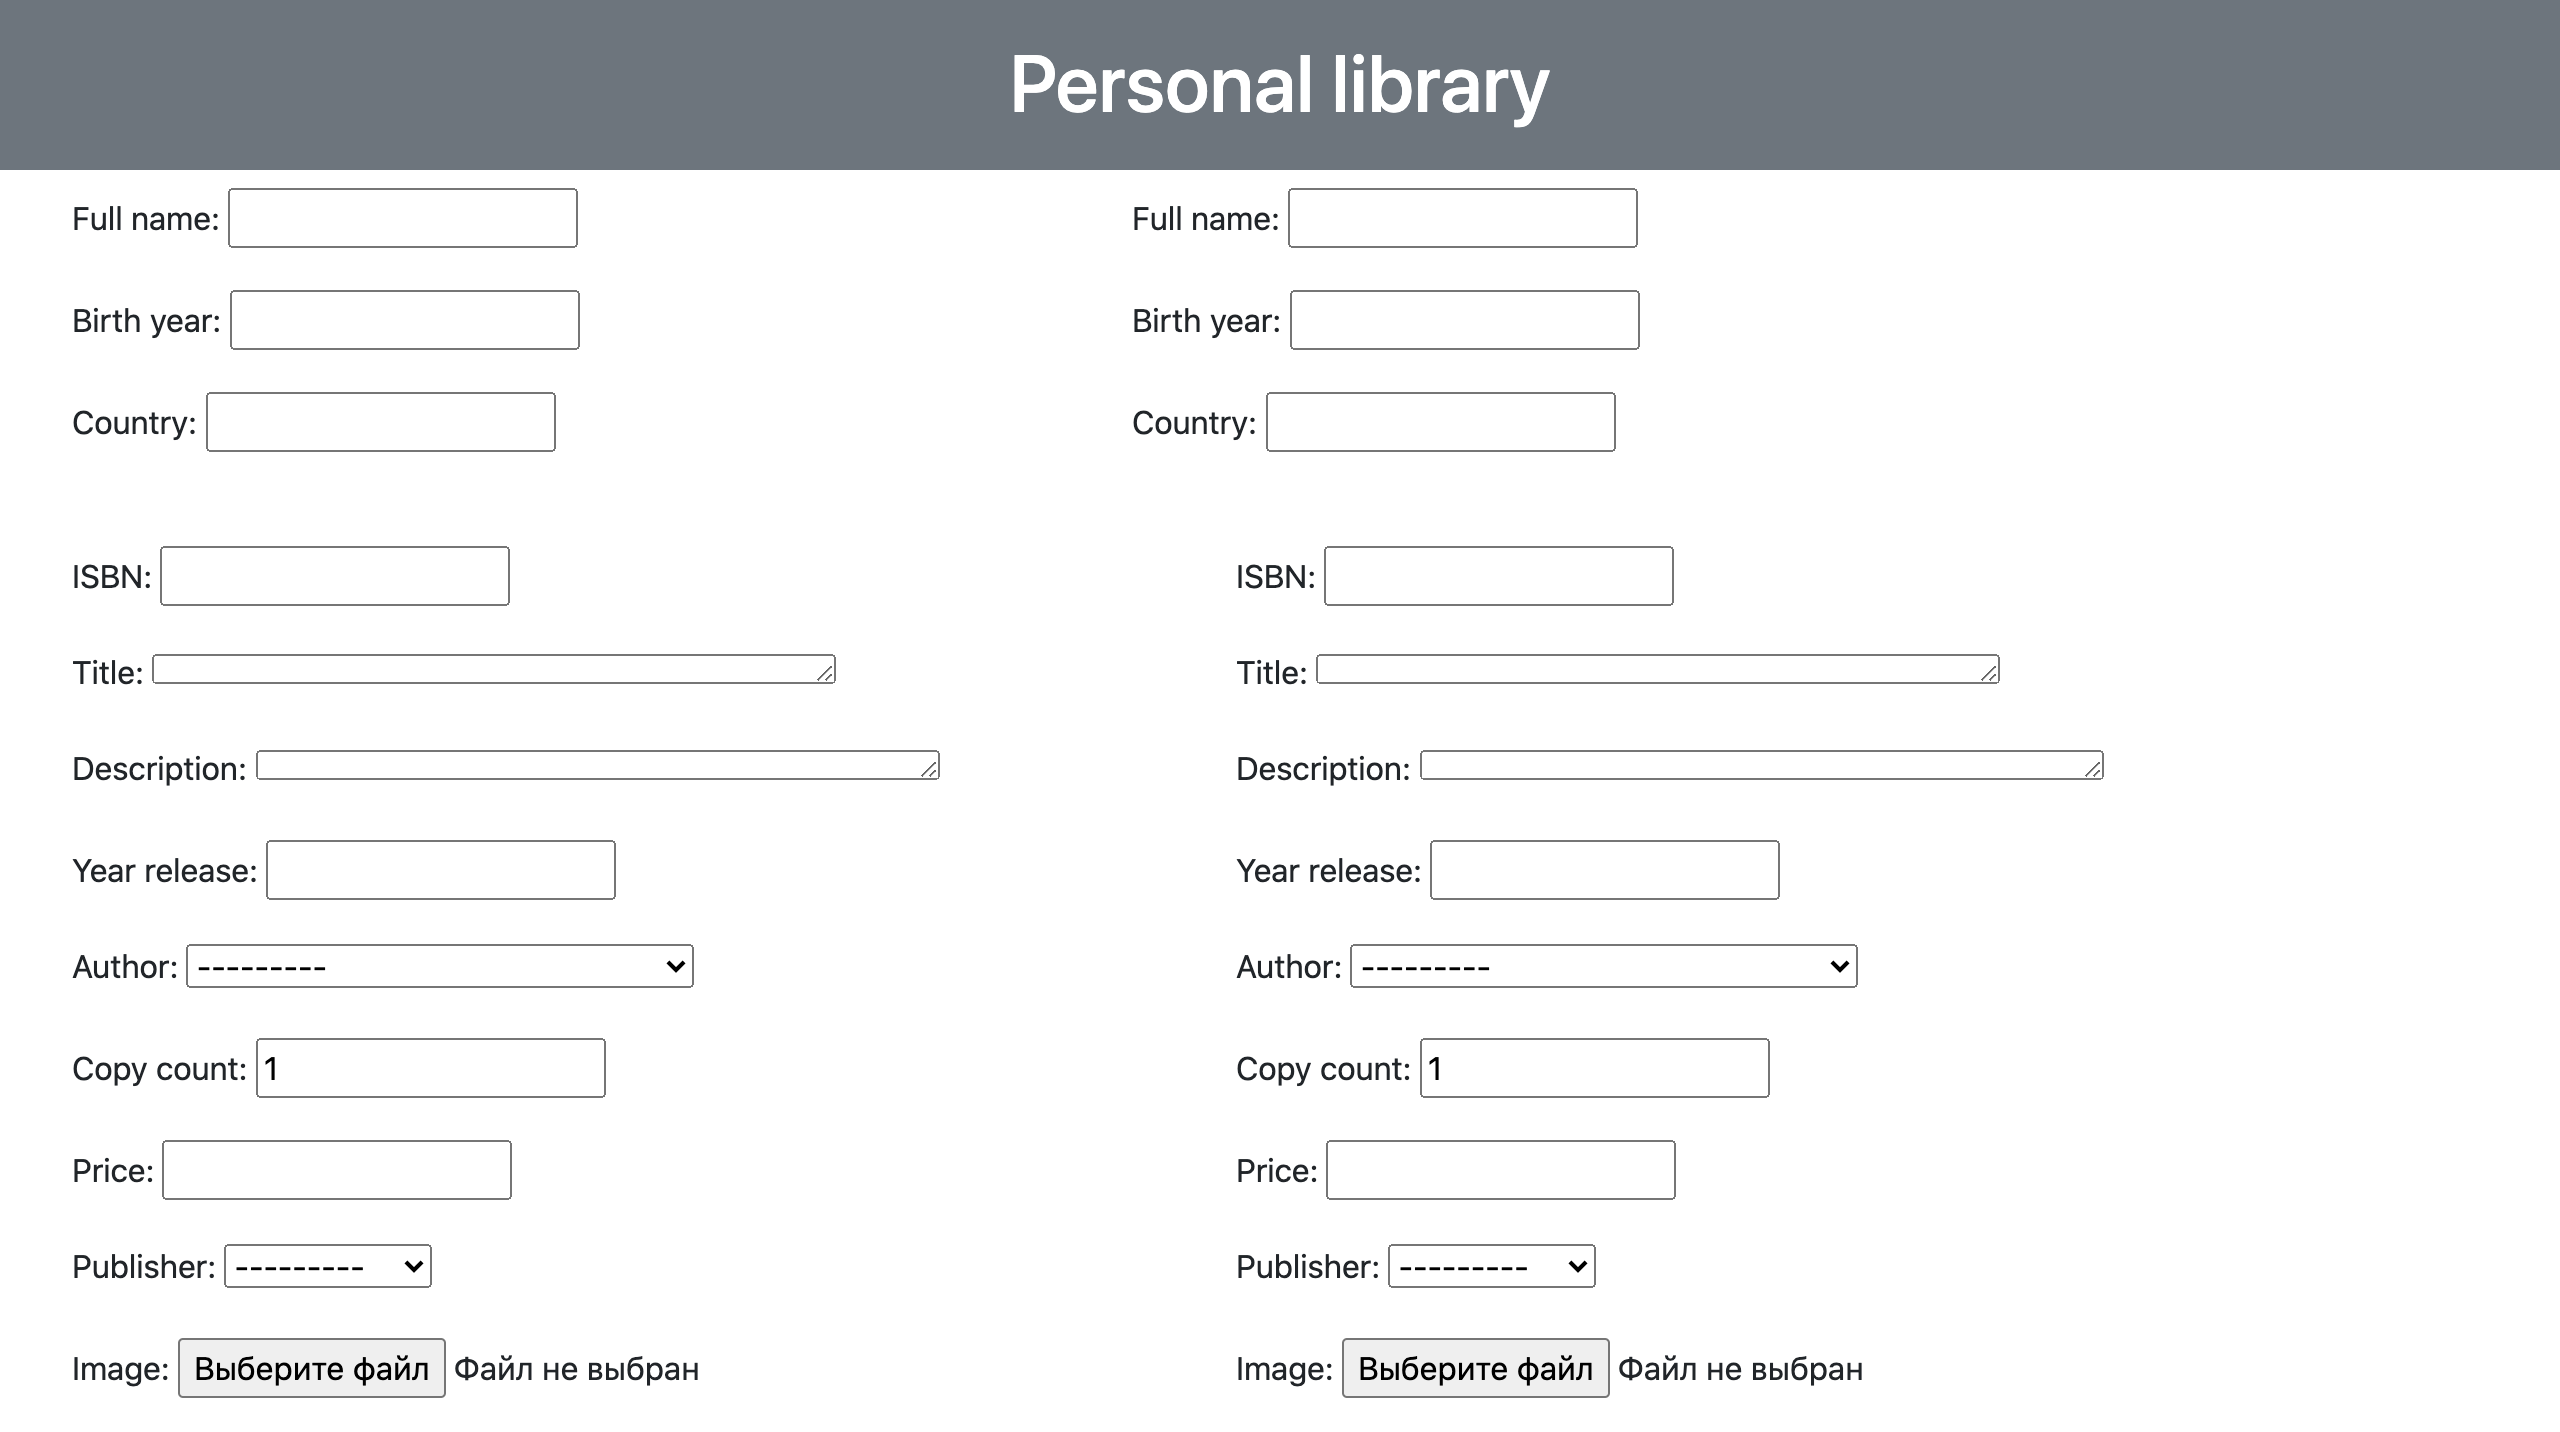 Personal library
Full name: Full name:
Birth year: Birth year:
Country: Country:
ISBN: ISBN:
Title: Title:
Description: Description:
Year release: Year release:
Author: --------- Author: ---------
Copy count: 1 Copy count: 1
Price: Price:
Publisher: --------- Publisher: ---------
Image: Выберите файл Файл не выбран Image: Выберите файл Файл не выбран